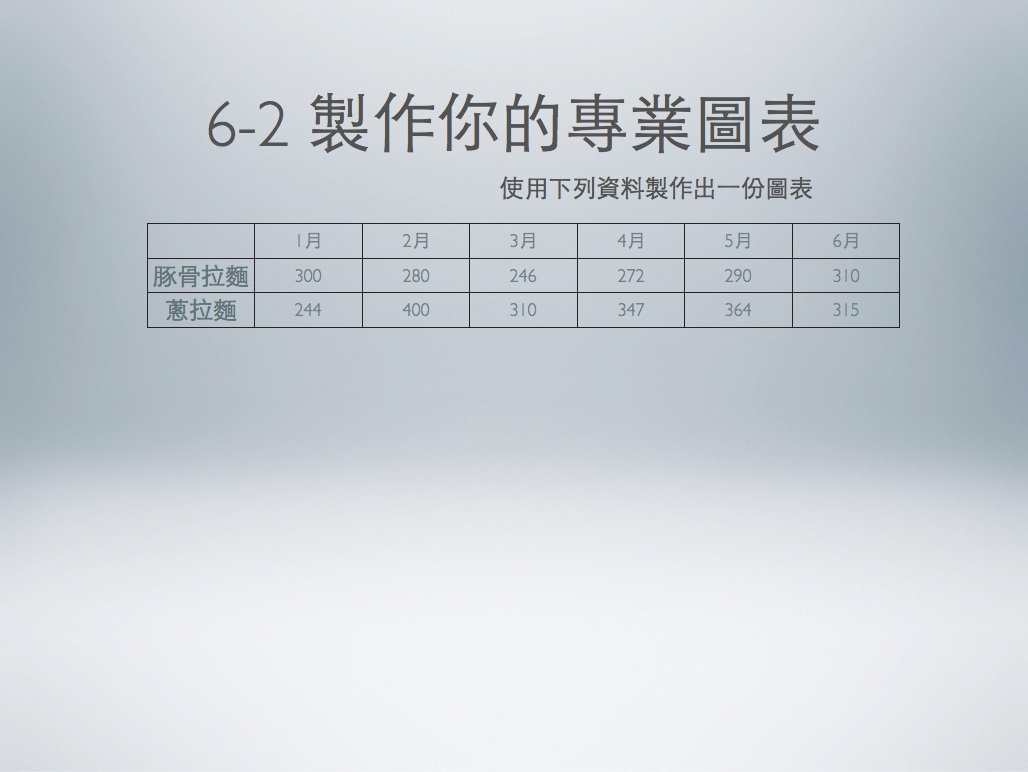 6-2 製作你的專業圖表
使用下列資料製作出一份圖表
1月 2月 3月 4月 5月 6月
豚骨拉麵 300 280 246 272 290 310
蔥拉麵 244 400 310 347 364 315